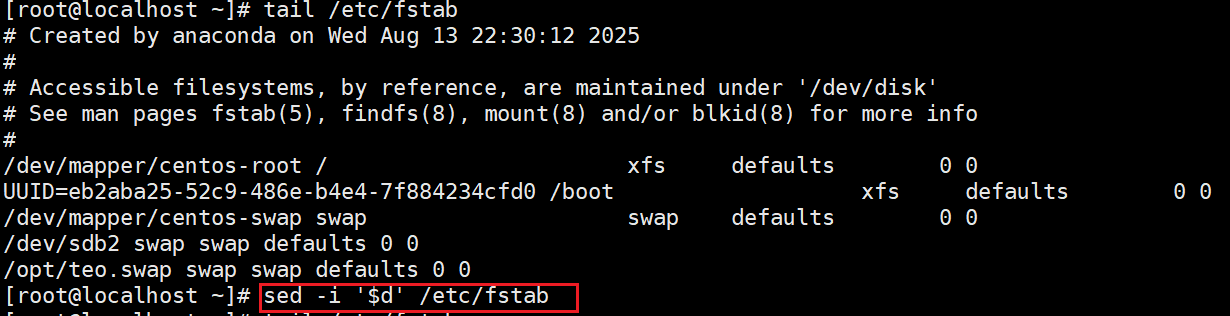 [root@localhost ~]# tail /etc/fstab
# Created by anaconda on Wed Aug 13 22:30:12 2025
#
# Accessible filesystems, by reference, are maintained under '/dev/disk'
# See man pages fstab(5), findfs(8), mount(8) and/or blkid(8) for more info
#
/dev/mapper/centos-root /                       xfs     defaults        0 0
UUID=eb2aba25-52c9-486e-b4e4-7f884234cfd0 /boot                   xfs     defaults        0 0
/dev/mapper/centos-swap swap                    swap    defaults        0 0
/dev/sdb2 swap swap defaults 0 0
/opt/teo.swap swap swap defaults 0 0
[root@localhost ~]# sed -i '$d' /etc/fstab